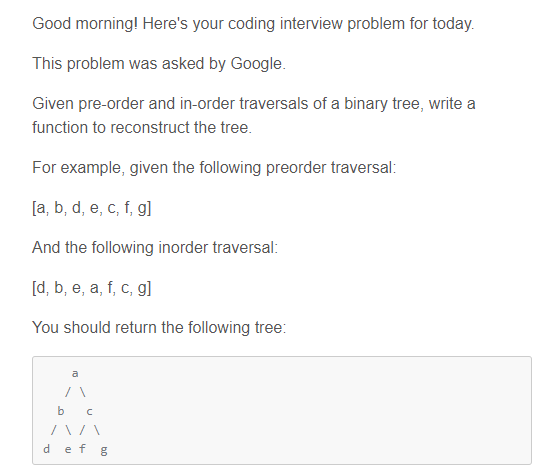 Good morning! Here's your coding interview problem for today.
This problem was asked by Google.
Given pre-order and in-order traversals of a binary tree, write a
function to reconstruct the tree.
For example, given the following preorder traversal:
[a, b, d, e, c, f, g]
And the following inorder traversal:
[d, b, e, a, f, c, g]
You should return the following tree:
    a
   / \
  b   c
 / \ / \
d  e f  g